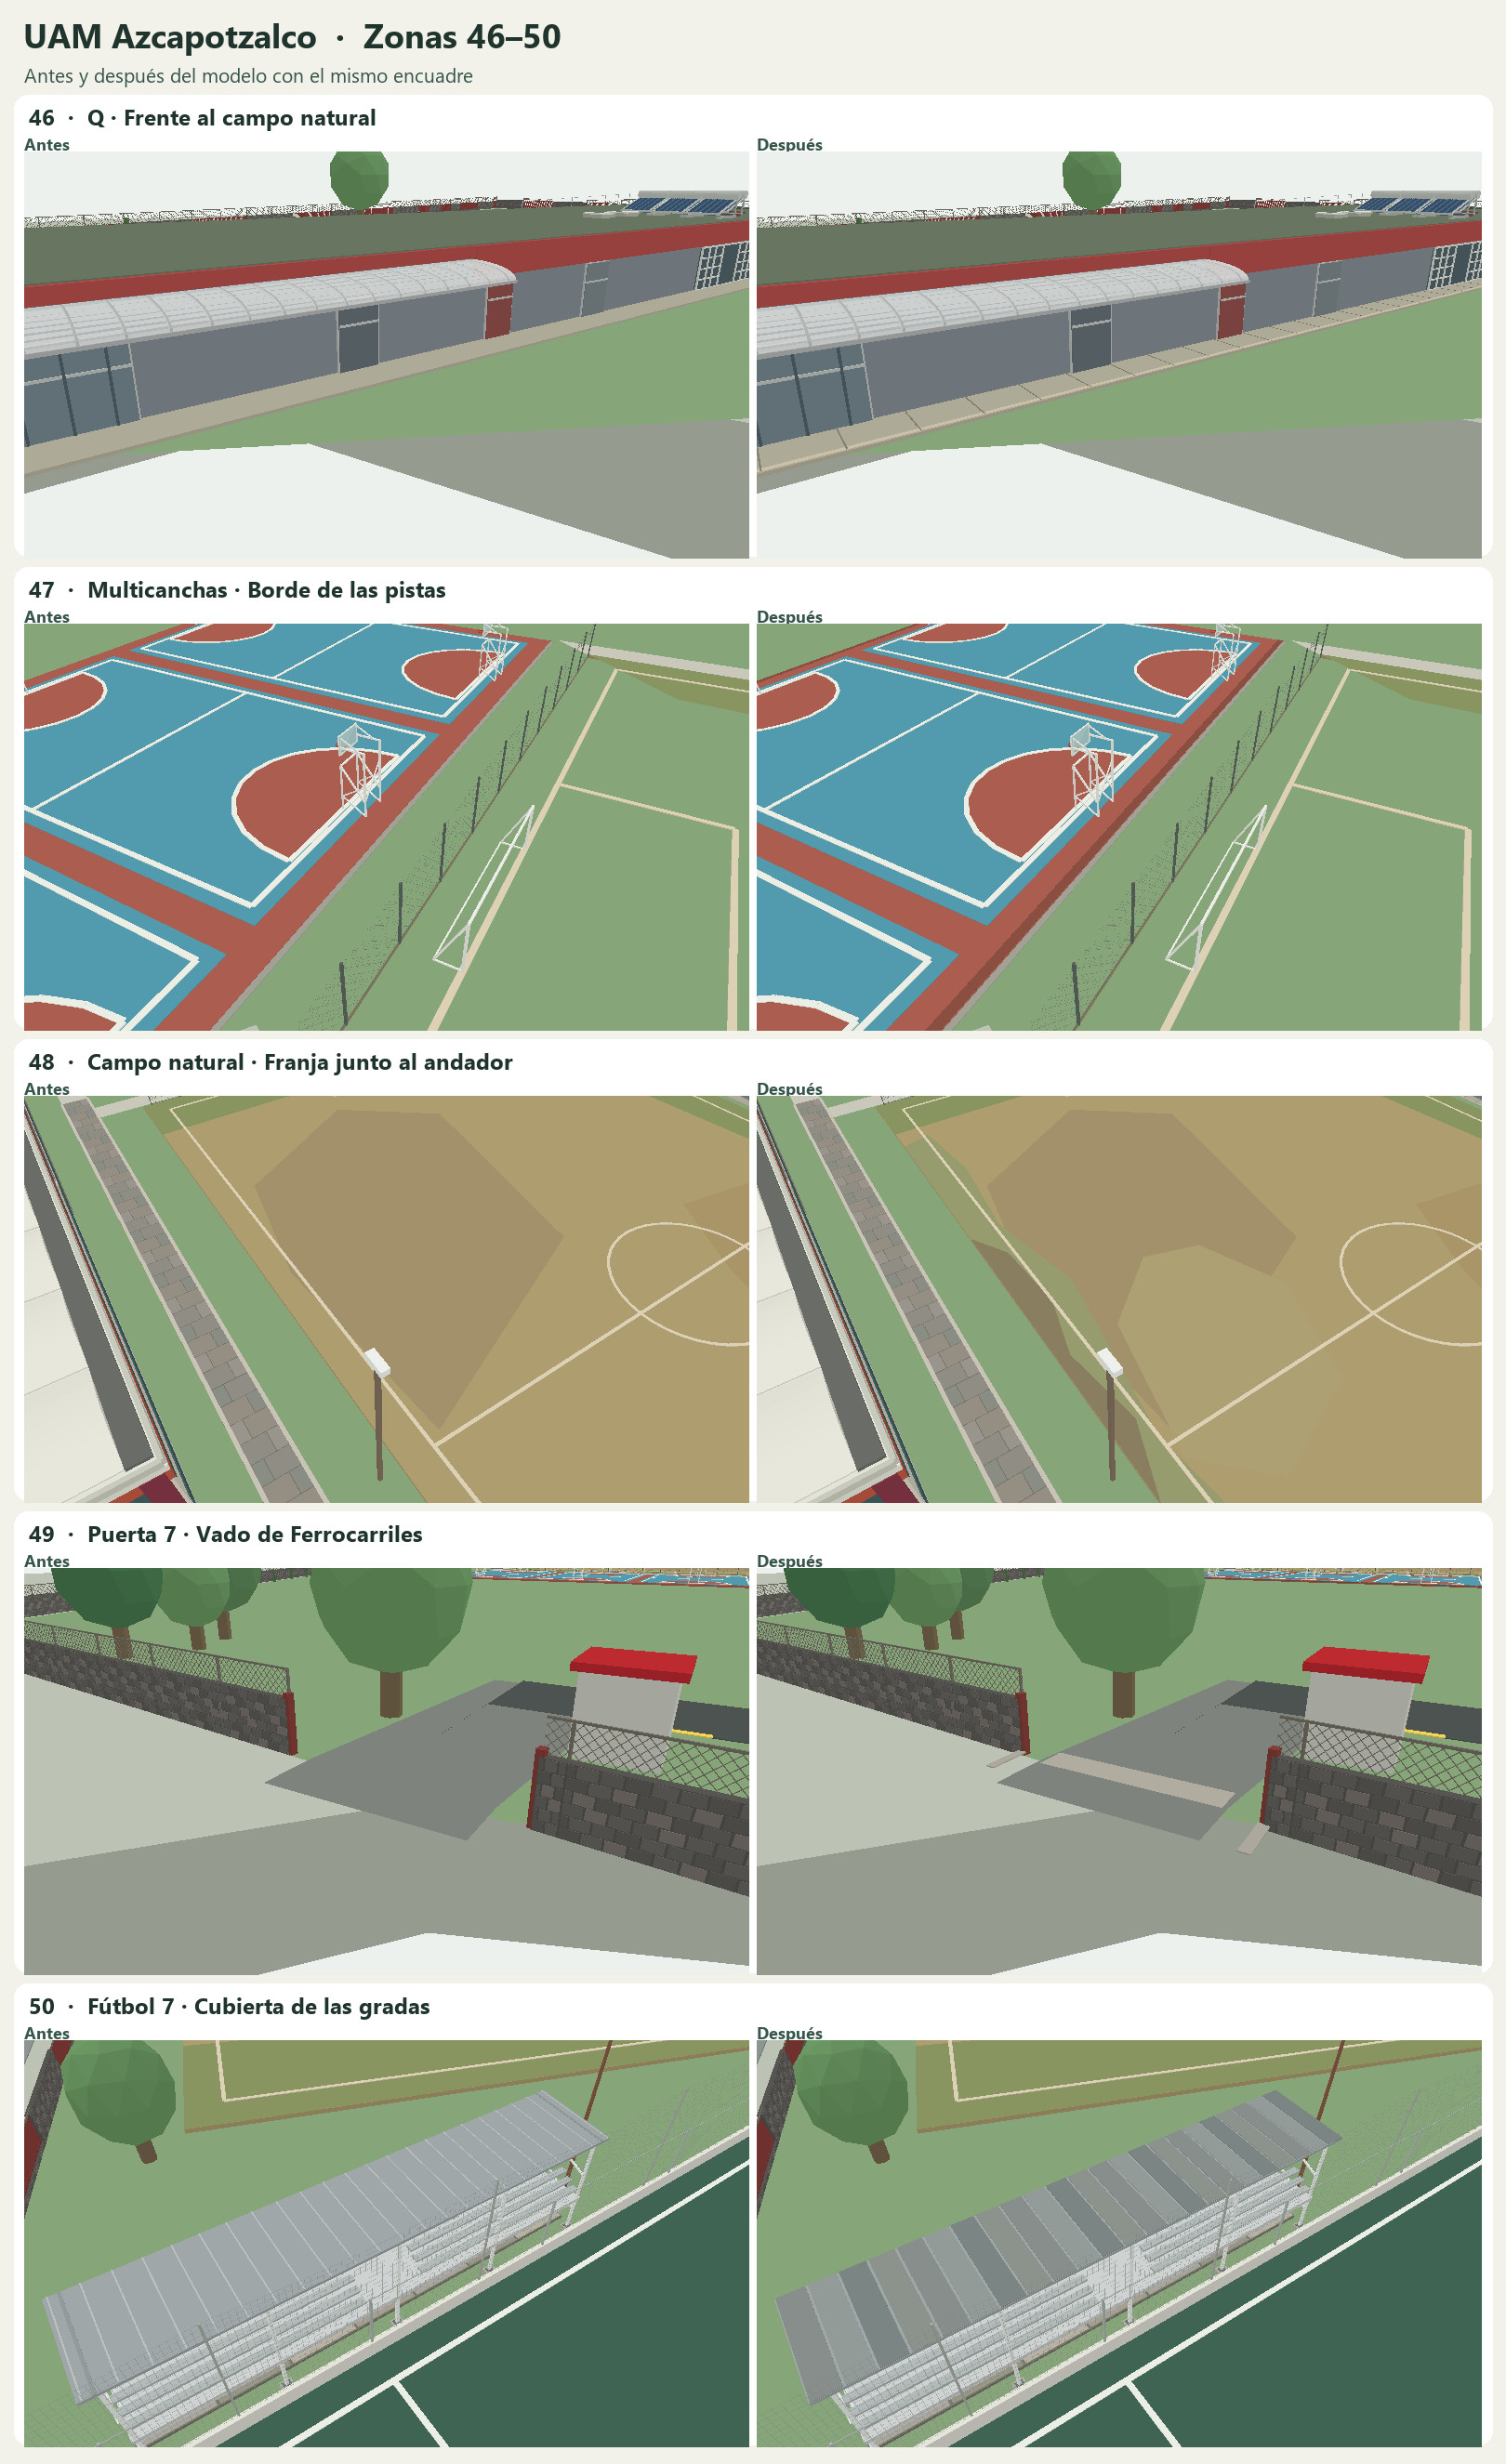 UAM Azcapotzalco · Zonas 46–50
Antes y después del modelo con el mismo encuadre
46 · Q · Frente al campo natural
Antes
Después
47 · Multicanchas · Borde de las pistas
Antes
Después
48 · Campo natural · Franja junto al andador
Antes
Después
49 · Puerta 7 · Vado de Ferrocarriles
Antes
Después
50 · Fútbol 7 · Cubierta de las gradas
Antes
Después